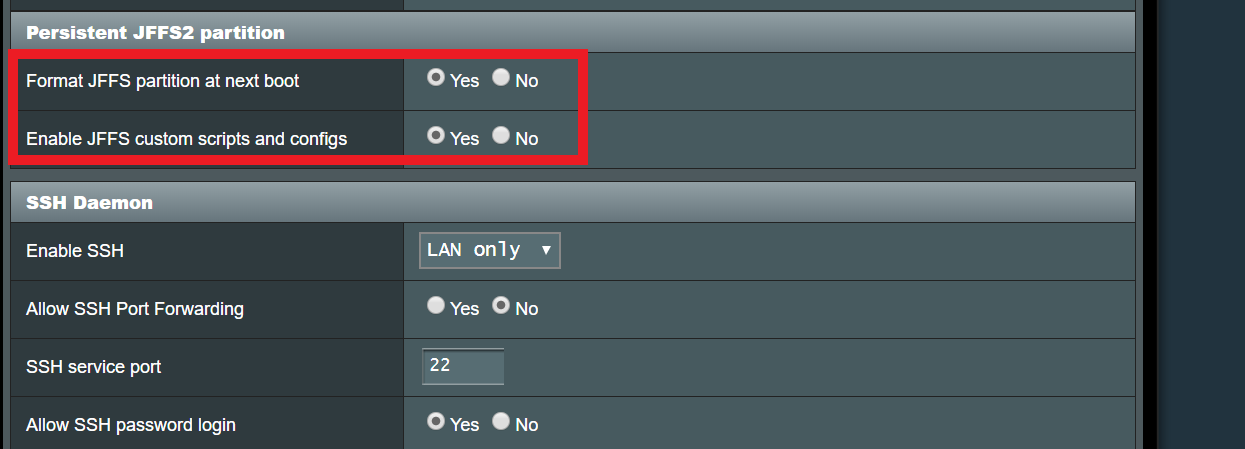 Persistent JFFS2 partition
Format JFFS partition at next boot Yes No
Enable JFFS custom scripts and configs Yes No
SSH Daemon
Enable SSH LAN only
Allow SSH Port Forwarding Yes No
SSH service port 22
Allow SSH password login Yes No